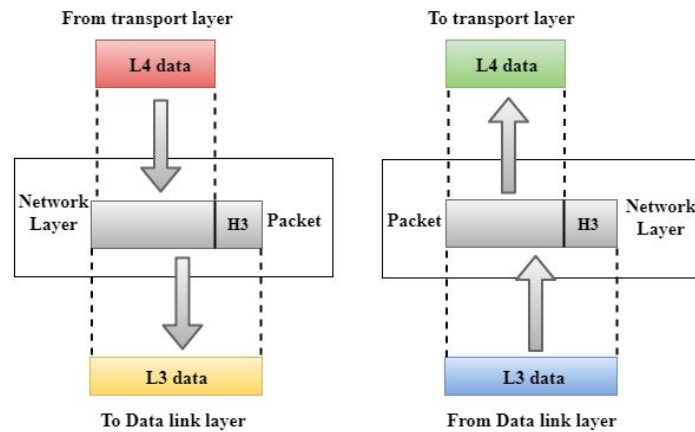 From transport layer
L4 data
Network
Layer
H3
Packet
L3 data
To Data link layer
To transport layer
L4 data
Packet
H3
Network
Layer
L3 data
From Data link layer